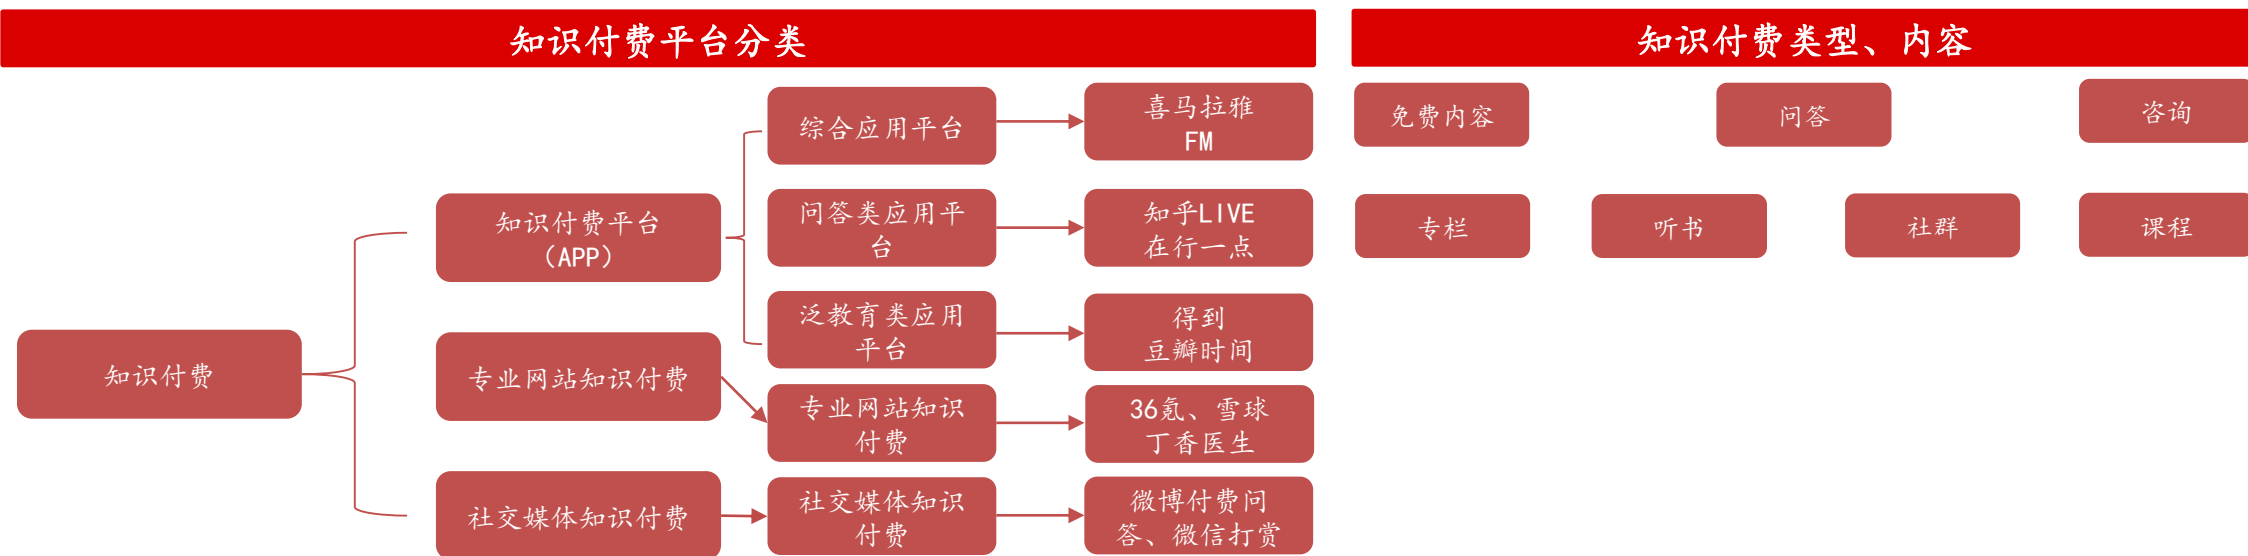 知识付费平台分类
知识付费类型、内容
综合应用平台
喜马拉雅
FM
问答类应用平
台
知乎LIVE
在行一点
知识付费平台
（APP）
泛教育类应用
平台
得到
豆瓣时间
知识付费
专业网站知识付费
专业网站知识
付费
36氪、雪球
丁香医生
社交媒体知识付费
社交媒体知识
付费
微博付费问
答、微信打赏
免费内容
问答
咨询
专栏
听书
社群
课程